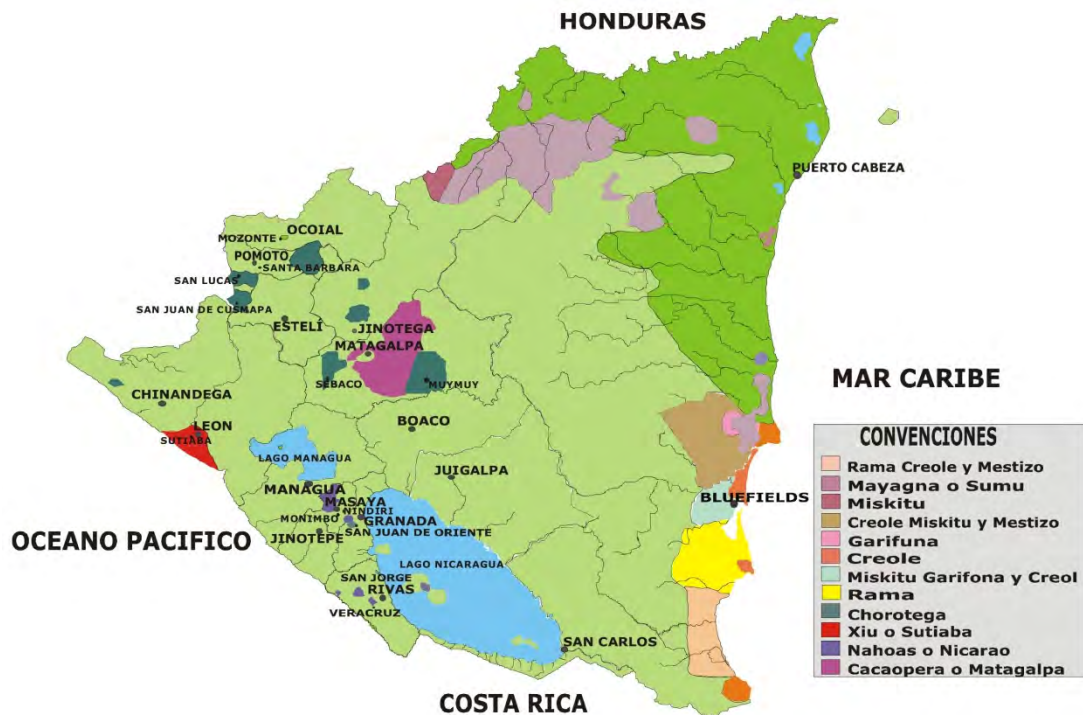 HONDURAS
PUERTO CABEZA
OCOIAL
MOZONTE
POMOTO
SANTA BARBARA
SAN LUCAS
SAN JUAN DE CUSMAPA
ESTELÍ
JINOTEGA
MATAGALPA
SEBACO
MUYMUY
CHINANDEGA
MAR CARIBE
LEON
SUTIABA
BOACO
LAGO MANAGUA
JUIGALPA
MANAGUA
MASAYA
NINDIRI
MONIMBO
GRANADA
SAN JUAN DE ORIENTE
JINOTEPE
OCEANO PACIFICO
BLUEFIELDS
LAGO NICARAGUA
SAN JORGE
RIVAS
VERACRUZ
SAN CARLOS
COSTA RICA
CONVENCIONES
Rama Creole y Mestizo
Mayagna o Sumu
Miskitu
Creole Miskitu y Mestizo
Garifuna
Creole
Miskitu Garifona y Creol
Rama
Chorotega
Xiu o Sutiaba
Nahoas o Nicarao
Cacaopera o Matagalpa